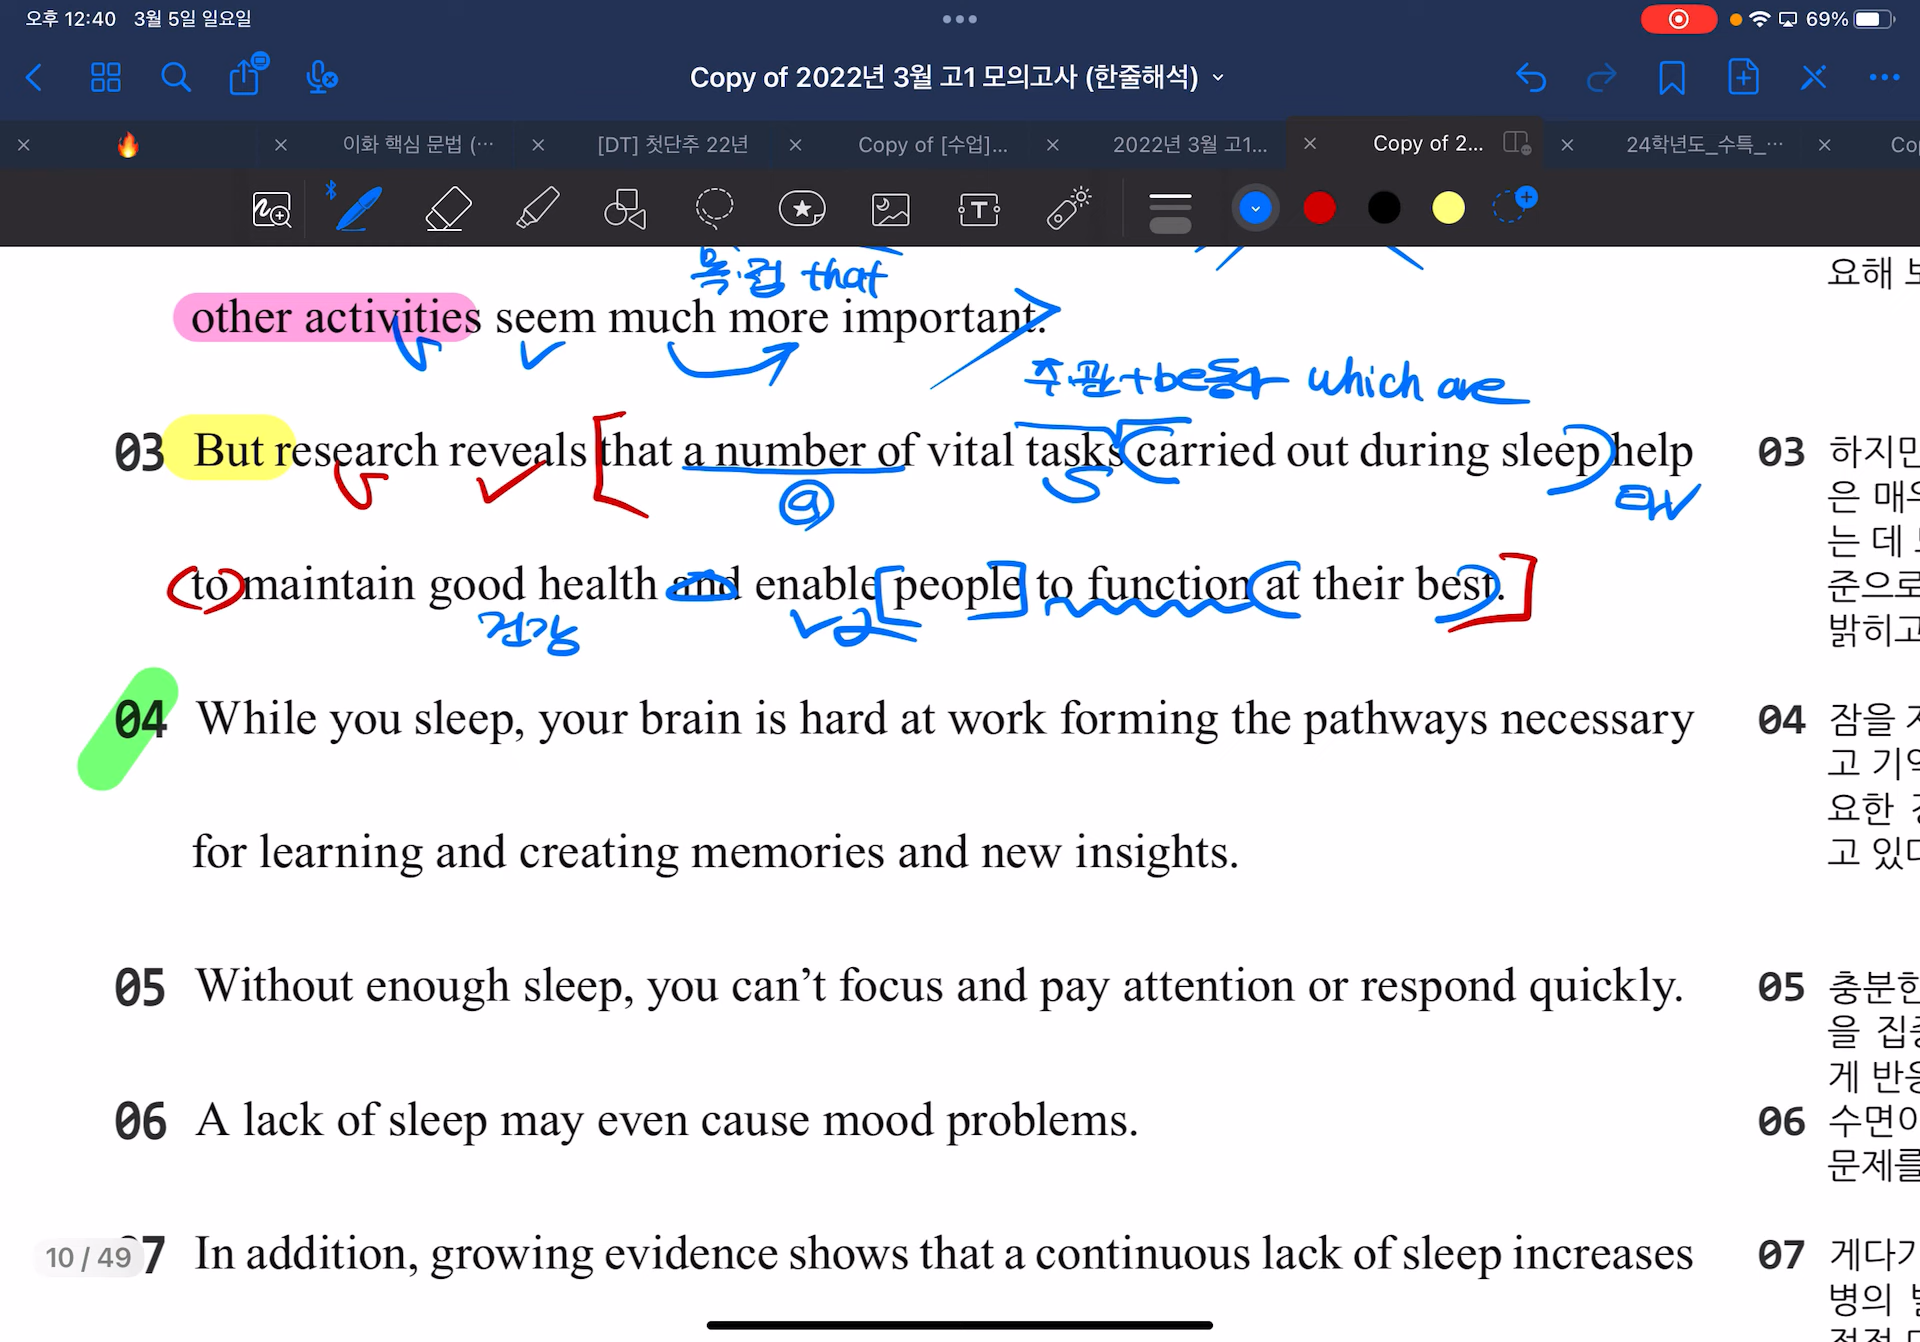 오후 12:40 3월 5일 일요일
69%
Copy of 2022년 3월 고1 모의고사 (한줄해석)
이화 핵심 문법 (…
[DT] 첫단추 22년
Copy of [수업]...
2022년 3월 고1...
Copy of 2...
24학년도_수특_…
목.접 that
요해
other activities seem much more important.
주.관+be동사 which are
03 But research reveals that a number of vital tasks carried out during sleep help
S
to maintain good health and enable people to function at their best.
건강
V2
04 While you sleep, your brain is hard at work forming the pathways necessary
for learning and creating memories and new insights.
05 Without enough sleep, you can't focus and pay attention or respond quickly.
06 A lack of sleep may even cause mood problems.
10 / 49
07 In addition, growing evidence shows that a continuous lack of sleep increases
03 하지만
은 매우
는 데
준으로
밝히고
04 잠을
고 기억
요한
고 있다
05 충분한
을 집중
게 반응
06 수면이
문제를
07 게다가
병의